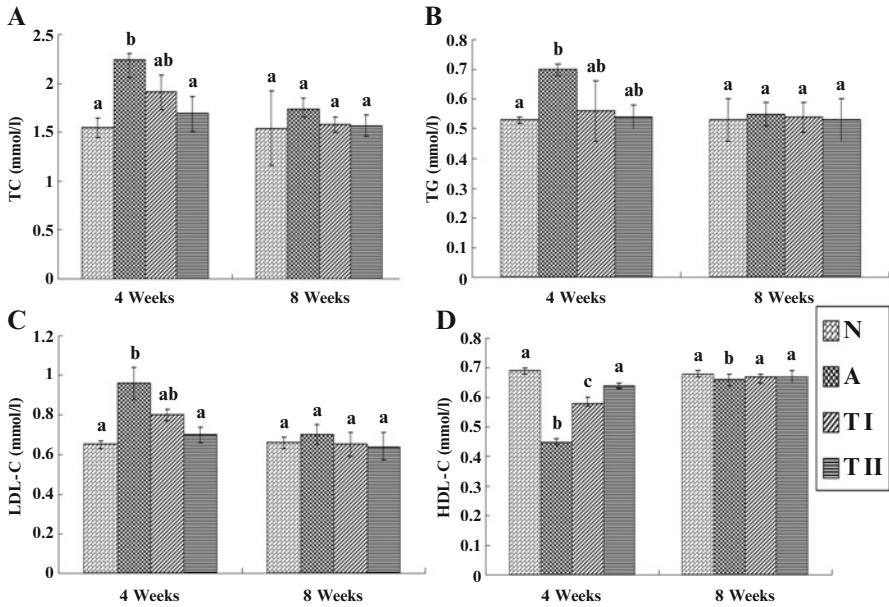 A
TC (mmol/l)
2.5
2
1.5
1
0.5
0
a b ab a a a a a
4 Weeks 8 Weeks
B
TG (mmol/l)
0.8
0.7
0.6
0.5
0.4
0.3
0.2
0.1
0
a b ab ab a a a a
4 Weeks 8 Weeks
C
LDL-C (mmol/l)
1.2
1
0.8
0.6
0.4
0.2
0
a b ab a a a a a
4 Weeks 8 Weeks
D
HDL-C (mmol/l)
0.8
0.7
0.6
0.5
0.4
0.3
0.2
0.1
0
a b c a a b a a
4 Weeks 8 Weeks
N
A
T I
T II